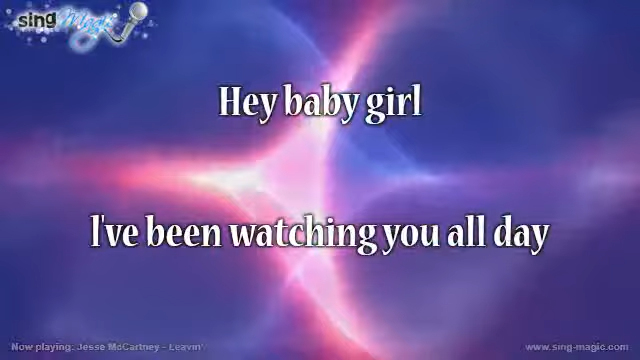 sing Magic
Hey baby girl
I've been watching you all day
Now playing: Jesse McCartney - Leavin'
www.sing-magic.com